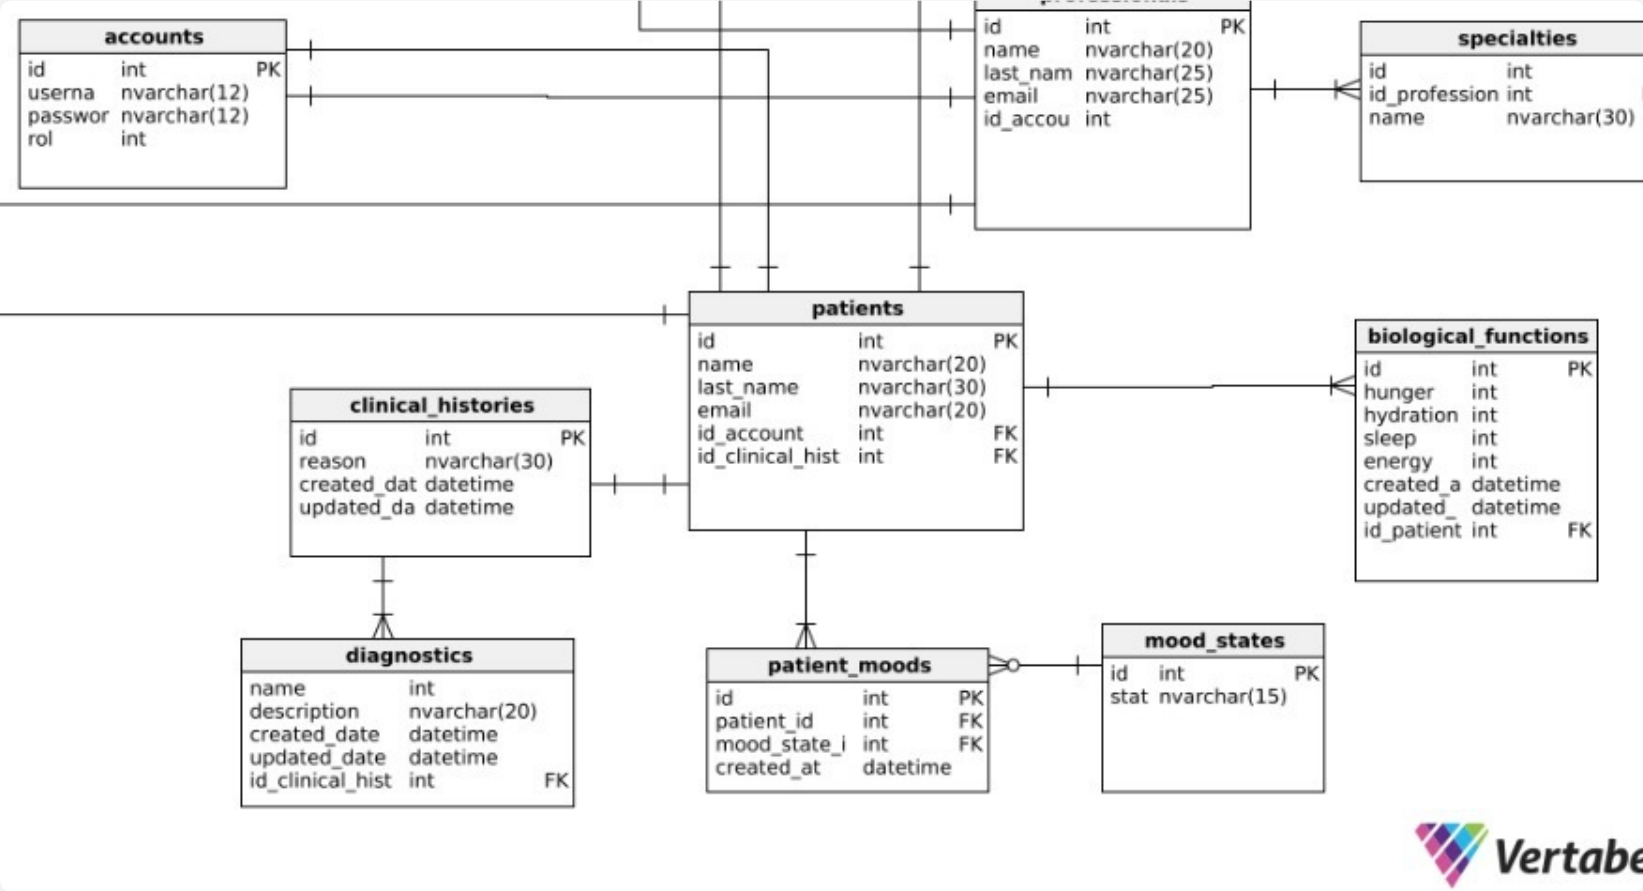 accounts
id int PK
userna nvarchar(12)
passwor nvarchar(12)
rol int
id int PK
name nvarchar(20)
last_nam nvarchar(25)
email nvarchar(25)
id_accou int
specialties
id int
id_profession int
name nvarchar(30)
patients
id int PK
name nvarchar(20)
last_name nvarchar(30)
email nvarchar(20)
id_account int FK
id_clinical_hist int FK
biological_functions
id int PK
hunger int
hydration int
sleep int
energy int
created_a datetime
updated_ datetime
id_patient int FK
clinical_histories
id int PK
reason nvarchar(30)
created_dat datetime
updated_da datetime
diagnostics
name int
description nvarchar(20)
created_date datetime
updated_date datetime
id_clinical_hist int FK
patient_moods
id int PK
patient_id int FK
mood_state_i int FK
created_at datetime
mood_states
id int PK
stat nvarchar(15)
Vertabe